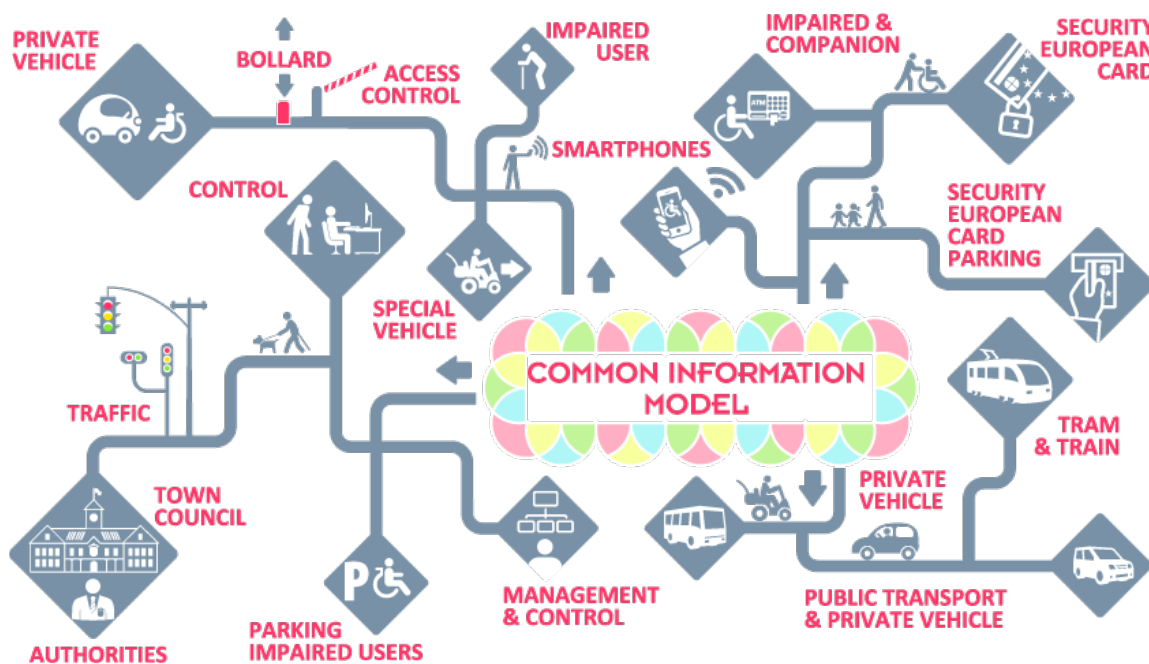 PRIVATE
VEHICLE
BOLLARD
ACCESS
CONTROL
IMPAIRED
USER
IMPAIRED &
COMPANION
SECURITY
EUROPEAN
CARD
ATM
SMARTPHONES
CONTROL
SECURITY
EUROPEAN
CARD
PARKING
SPECIAL
VEHICLE
COMMON INFORMATION
MODEL
TRAFFIC
TRAM
& TRAIN
TOWN
COUNCIL
PRIVATE
VEHICLE
P
MANAGEMENT
& CONTROL
PUBLIC TRANSPORT
& PRIVATE VEHICLE
PARKING
IMPAIRED USERS
AUTHORITIES